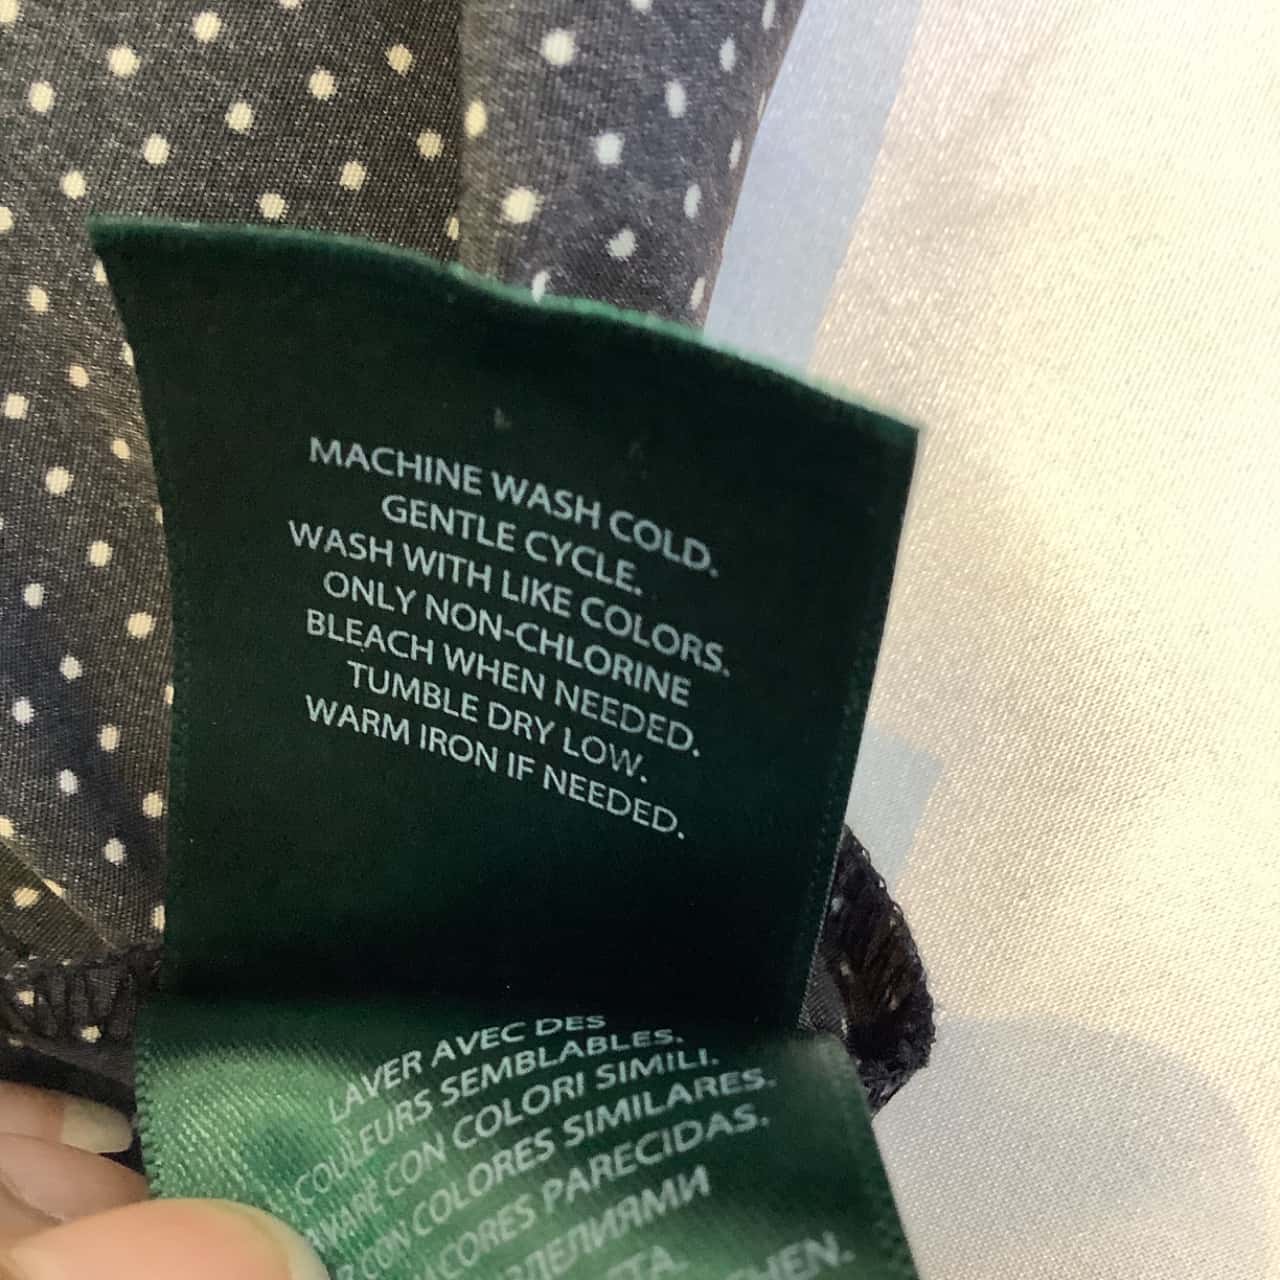 MACHINE WASH COLD.
GENTLE CYCLE.
WASH WITH LIKE COLORS.
ONLY NON-CHLORINE
BLEACH WHEN NEEDED.
TUMBLE DRY LOW.
WARM IRON IF NEEDED.
LAVER AVEC DES
COULEURS SEMBLABLES.
CON COLORI SIMILI.
CON COLORES SIMILARES.
CORES PARECIDAS.